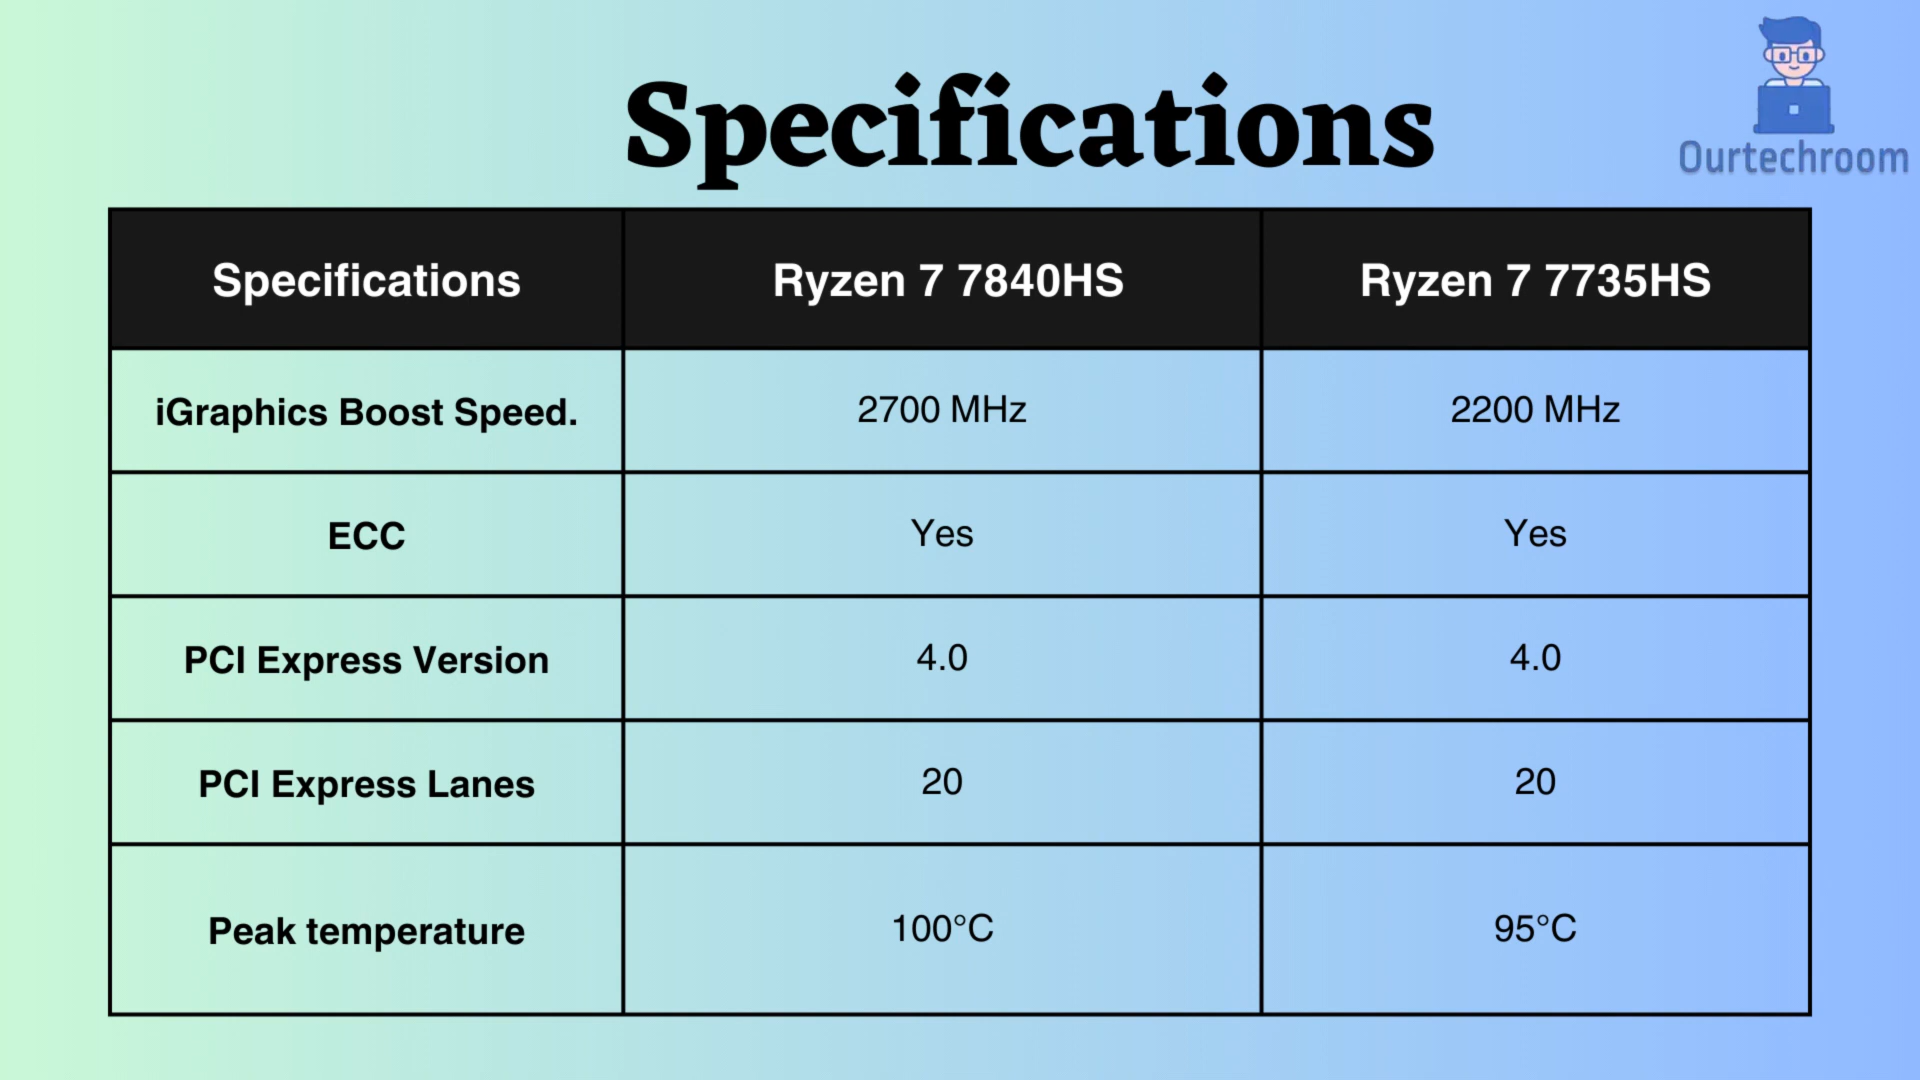 Specifications
Ourtechroom
Specifications Ryzen 7 7840HS Ryzen 7 7735HS
iGraphics Boost Speed. 2700 MHz 2200 MHz
ECC Yes Yes
PCI Express Version 4.0 4.0
PCI Express Lanes 20 20
Peak temperature 100°C 95°C